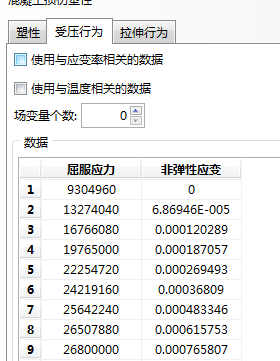 混凝土损伤塑性
塑性 受压行为 拉伸行为
使用与应变率相关的数据
使用与温度相关的数据
场变量个数: 0
数据
屈服应力 非弹性应变
1 9304960 0
2 13274040 6.86946E-005
3 16766080 0.000120289
4 19765000 0.000187057
5 22254720 0.000269493
6 24219160 0.00036809
7 25642240 0.000483346
8 26507880 0.000615753
9 26800000 0.000765807